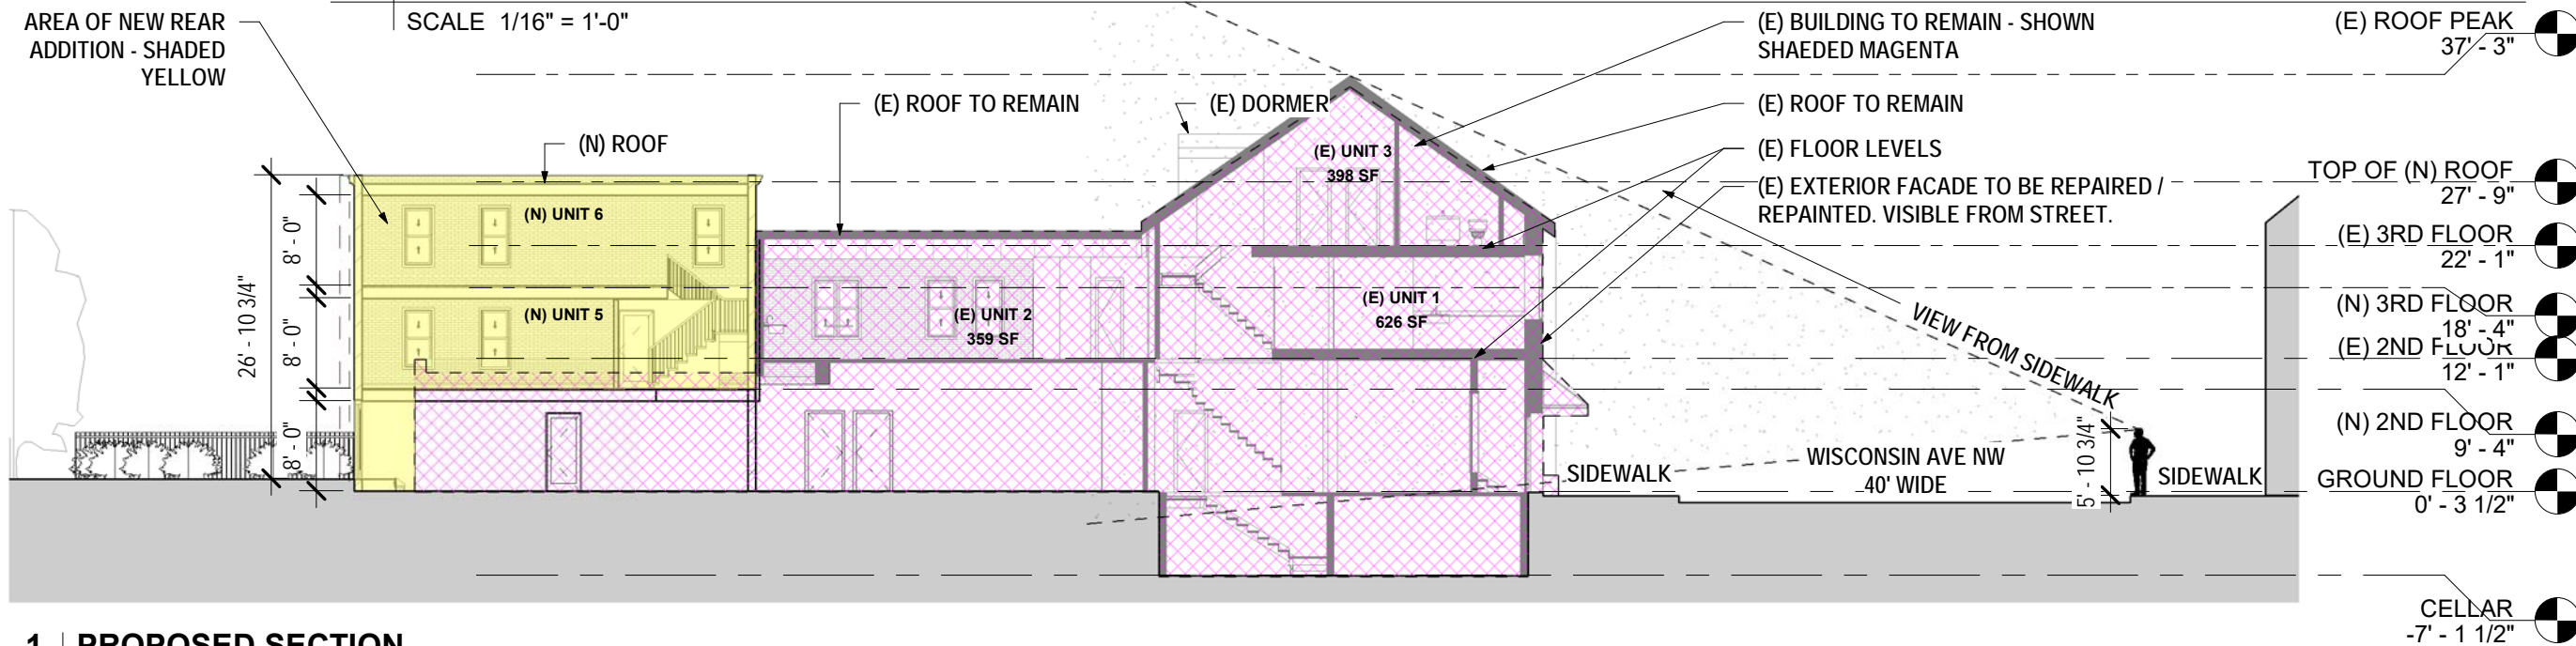 AREA OF NEW REAR
ADDITION - SHADED
YELLOW
SCALE 1/16" = 1'-0"
(E) BUILDING TO REMAIN - SHOWN
SHAEDED MAGENTA
(E) ROOF PEAK
37' - 3"
(N) ROOF
(E) ROOF TO REMAIN
(E) DORMER
(E) ROOF TO REMAIN
(E) FLOOR LEVELS
(E) EXTERIOR FACADE TO BE REPAIRED /
REPAINTED. VISIBLE FROM STREET.
TOP OF (N) ROOF
27' - 9"
(E) 3RD FLOOR
22' - 1"
(N) 3RD FLOOR
18' - 4"
(E) 2ND FLOOR
12' - 1"
(N) 2ND FLOOR
9' - 4"
GROUND FLOOR
0' - 3 1/2"
CELLAR
-7' - 1 1/2"
26' - 10 3/4"
8' - 0"
8' - 0"
8' - 0"
(N) UNIT 6
(N) UNIT 5
(E) UNIT 2
359 SF
(E) UNIT 3
398 SF
(E) UNIT 1
626 SF
VIEW FROM SIDEWALK
SIDEWALK
WISCONSIN AVE NW
40' WIDE
5' - 10 3/4"
SIDEWALK
1 PROPOSED SECTION